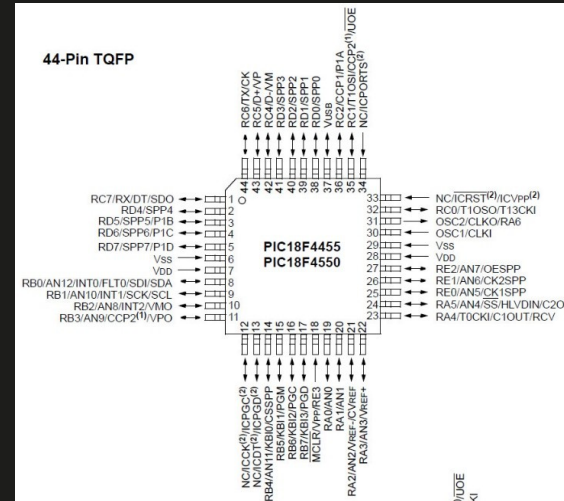 44-Pin TQFP
RC6/TX/CK
RC5/D+/VP
RC4/D-/VM
RD3/SPP3
RD2/SPP2
RD1/SPP1
RD0/SPP0
VUSB
RC2/CCP1/P1A
RC1/T1OSI/CCP2(1)/UOE
NC/ICPORTS(2)
44
43
42
41
40
39
38
37
36
35
34
RC7/RX/DT/SDO 1
RD4/SPP4 2
RD5/SPP5/P1B 3
RD6/SPP6/P1C 4
RD7/SPP7/P1D 5
VSS 6
VDD 7
RB0/AN12/INT0/FLT0/SDI/SDA 8
RB1/AN10/INT1/SCK/SCL 9
RB2/AN8/INT2/VMO 10
RB3/AN9/CCP2(1)/VPO 11
PIC18F4455
PIC18F4550
33 NC/ICRST(2)/ICVPP(2)
32 RC0/T1OSO/T13CKI
31 OSC2/CLKO/RA6
30 OSC1/CLKI
29 VSS
28 VDD
27 RE2/AN7/OESPP
26 RE1/AN6/CK2SPP
25 RE0/AN5/CK1SPP
24 RA5/AN4/SS/HLVDIN/C2O
23 RA4/T0CKI/C1OUT/RCV
12
13
14
15
16
17
18
19
20
21
22
NC/ICCK(2)/ICPGC(2)
NC/ICDT(2)/ICPGD(2)
RB4/AN11/KBI0/CSSPP
RB5/KBI1/PGM
RB6/KBI2/PGC
RB7/KBI3/PGD
MCLR/VPP/RE3
RA0/AN0
RA1/AN1
RA2/AN2/VREF-/CVREF
RA3/AN3/VREF+
/UOE